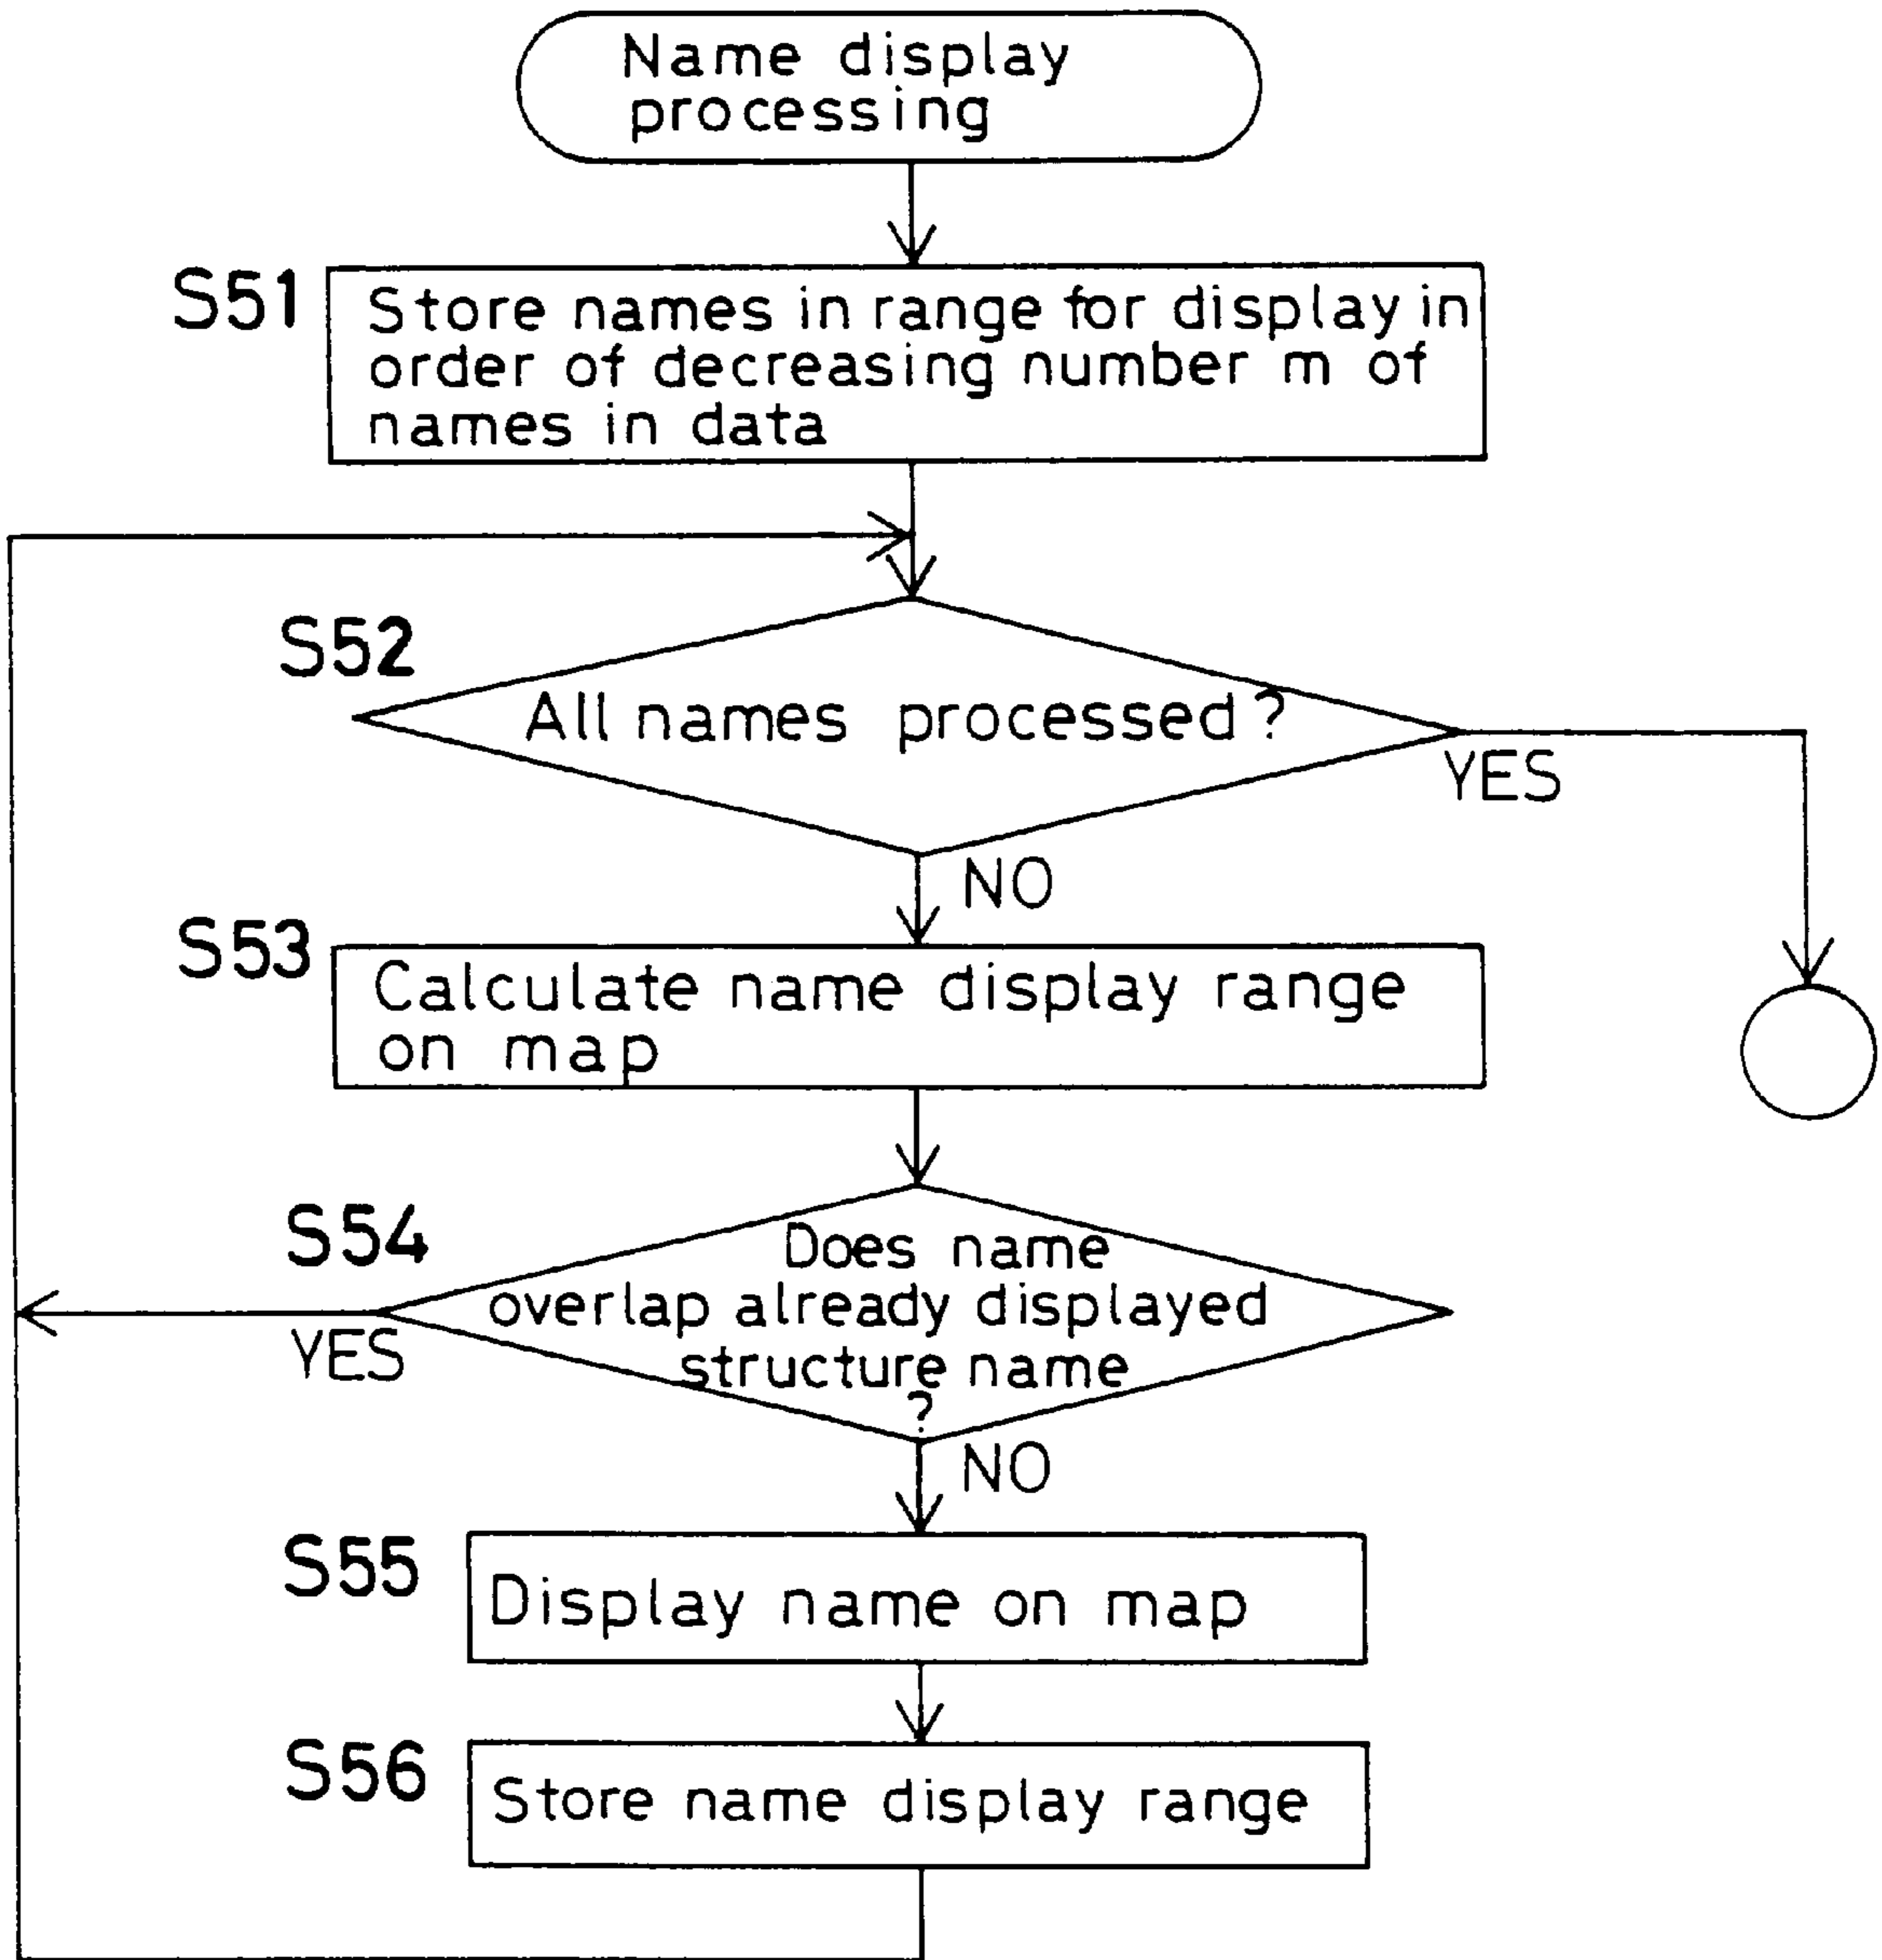 Name display
processing
S51
Store names in range for display in
order of decreasing number m of
names in data
S52
All names processed?
YES
NO
S53
Calculate name display range
on map
S54
Does name
overlap already displayed
structure name
?
YES
NO
S55
Display name on map
S56
Store name display range